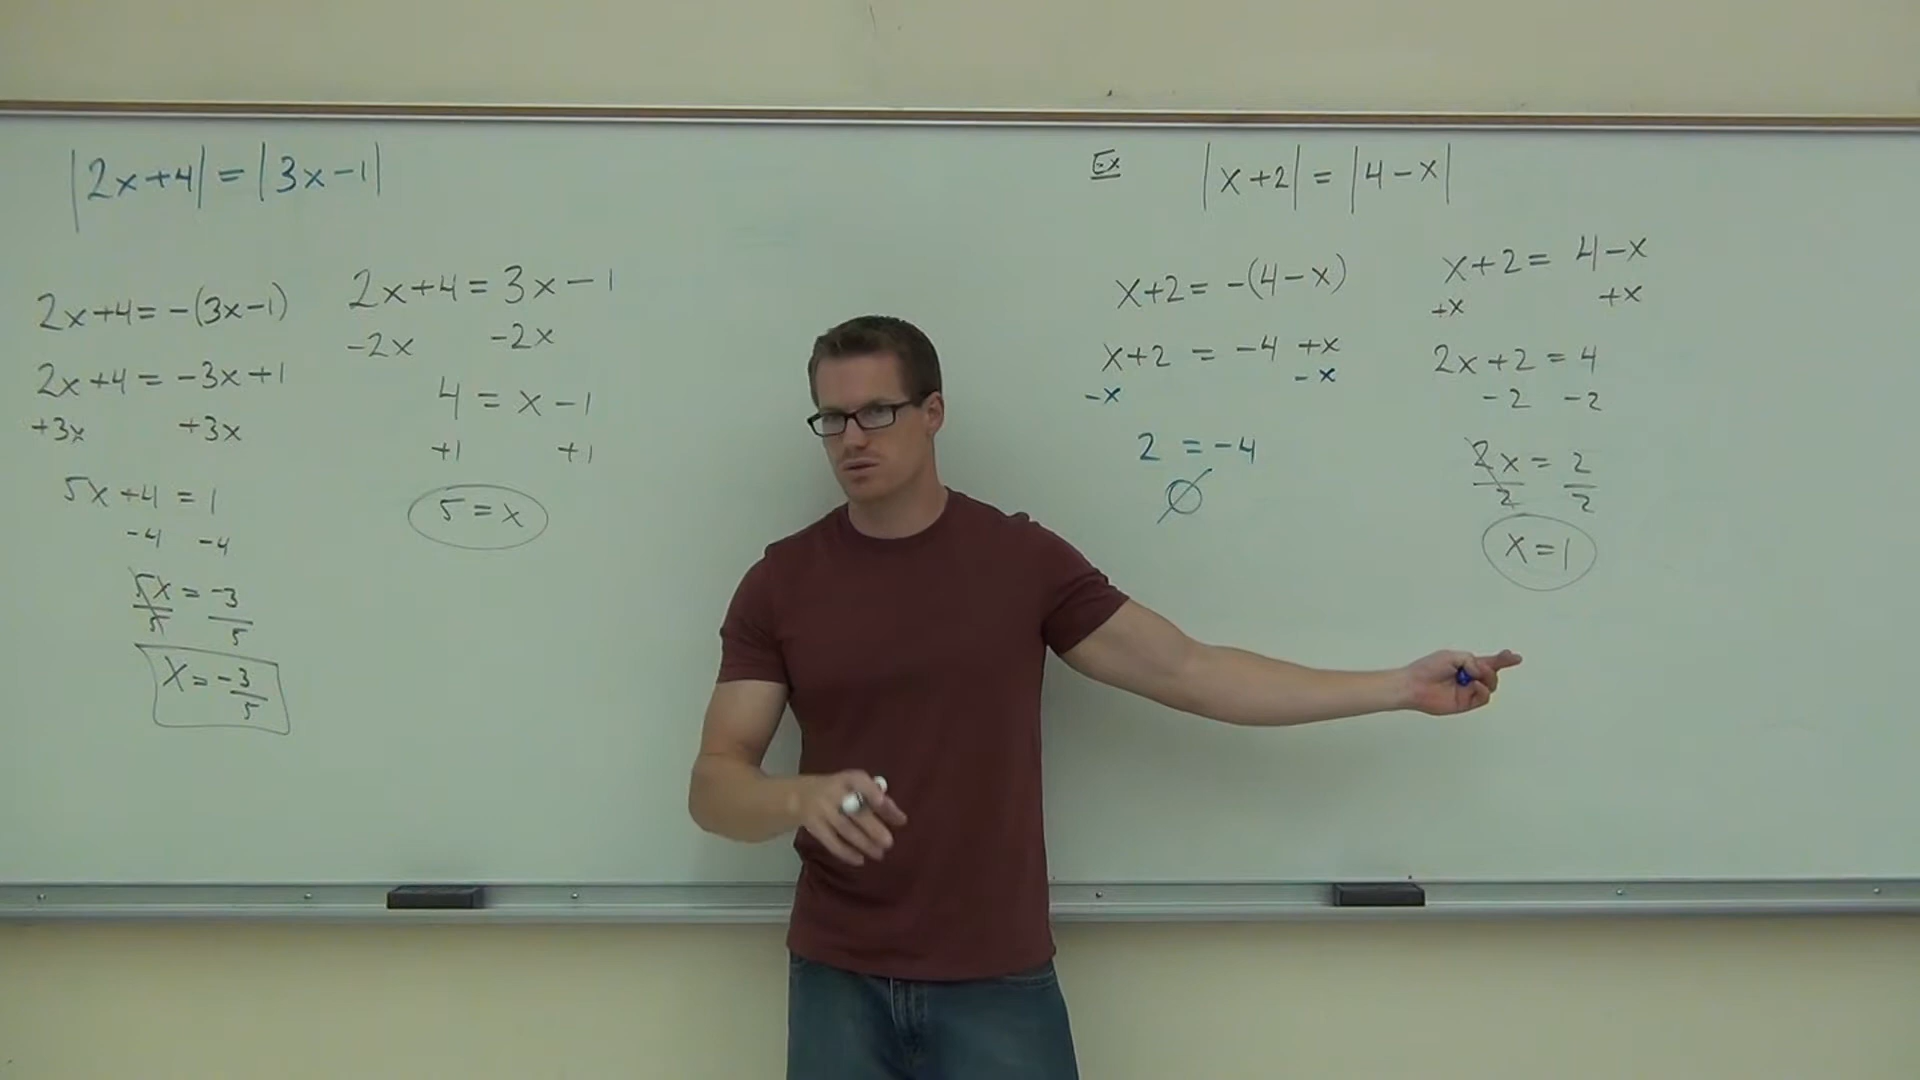 |2x+4| = |3x-1|
2x+4 = -(3x-1)
2x+4 = -3x+1
+3x +3x
5x+4 = 1
-4 -4
5x = -3
5 5
x = -3/5
2x+4 = 3x-1
-2x -2x
4 = x-1
+1 +1
5 = x
Ex |x+2| = |4-x|
x+2 = -(4-x)
x+2 = -4 +x
-x -x
2 = -4
∅
x+2 = 4-x
+x +x
2x+2 = 4
-2 -2
2x = 2
2 2
x = 1